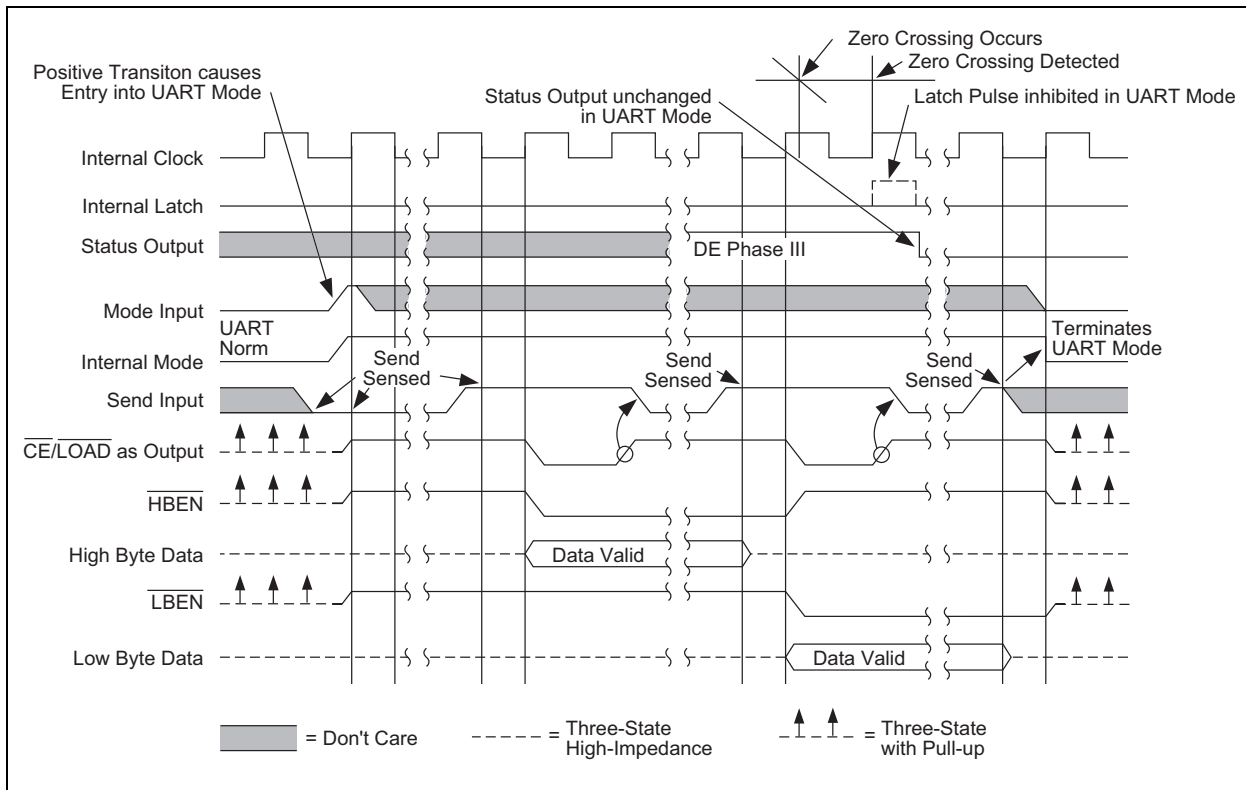 Zero Crossing Occurs
Zero Crossing Detected
Positive Transiton causes
Entry into UART Mode
Status Output unchanged
in UART Mode
Latch Pulse inhibited in UART Mode
Internal Clock
Internal Latch
Status Output
DE Phase III
Mode Input
UART
Norm
Terminates
UART Mode
Internal Mode
Send
Sensed
Send
Sensed
Send
Sensed
Send Input
CE/LOAD as Output
HBEN
High Byte Data
Data Valid
LBEN
Low Byte Data
Data Valid
= Don't Care
= Three-State
High-Impedance
= Three-State
with Pull-up